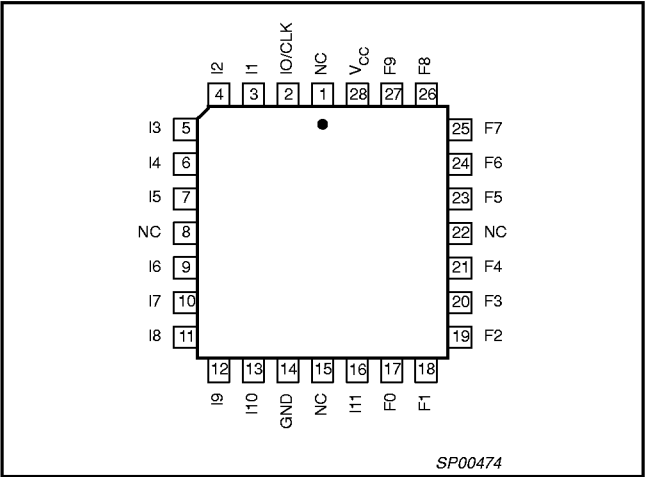 I2 I1 IO/CLK NC VCC F9 F8
4 3 2 1 28 27 26
I3 5 25 F7
I4 6 24 F6
I5 7 23 F5
NC 8 22 NC
I6 9 21 F4
I7 10 20 F3
I8 11 19 F2
12 13 14 15 16 17 18
I9 I10 GND NC I11 F0 F1
SP00474